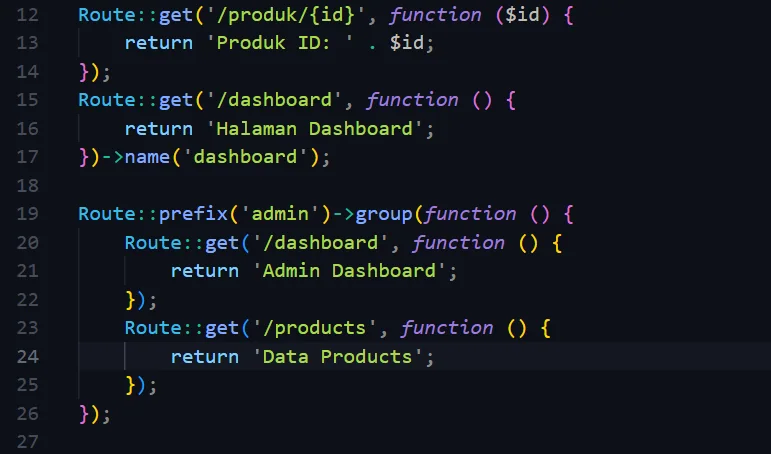 12 Route::get('/produk/{id}', function ($id) {
13     return 'Produk ID: ' . $id;
14 });
15 Route::get('/dashboard', function () {
16     return 'Halaman Dashboard';
17 })->name('dashboard');
18
19 Route::prefix('admin')->group(function () {
20     Route::get('/dashboard', function () {
21         return 'Admin Dashboard';
22     });
23     Route::get('/products', function () {
24         return 'Data Products';
25     });
26 });
27